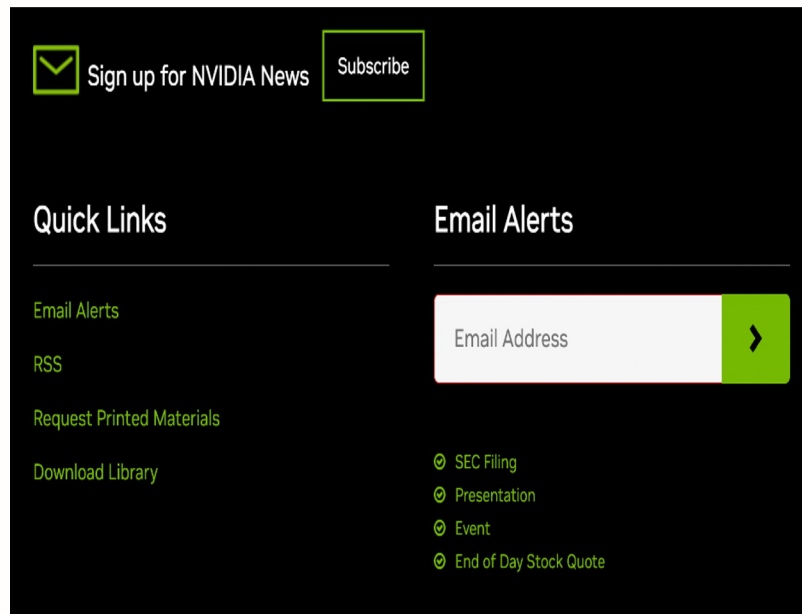 Sign up for NVIDIA News
Subscribe
Quick Links
Email Alerts
RSS
Request Printed Materials
Download Library
Email Alerts
Email Address
SEC Filing
Presentation
Event
End of Day Stock Quote